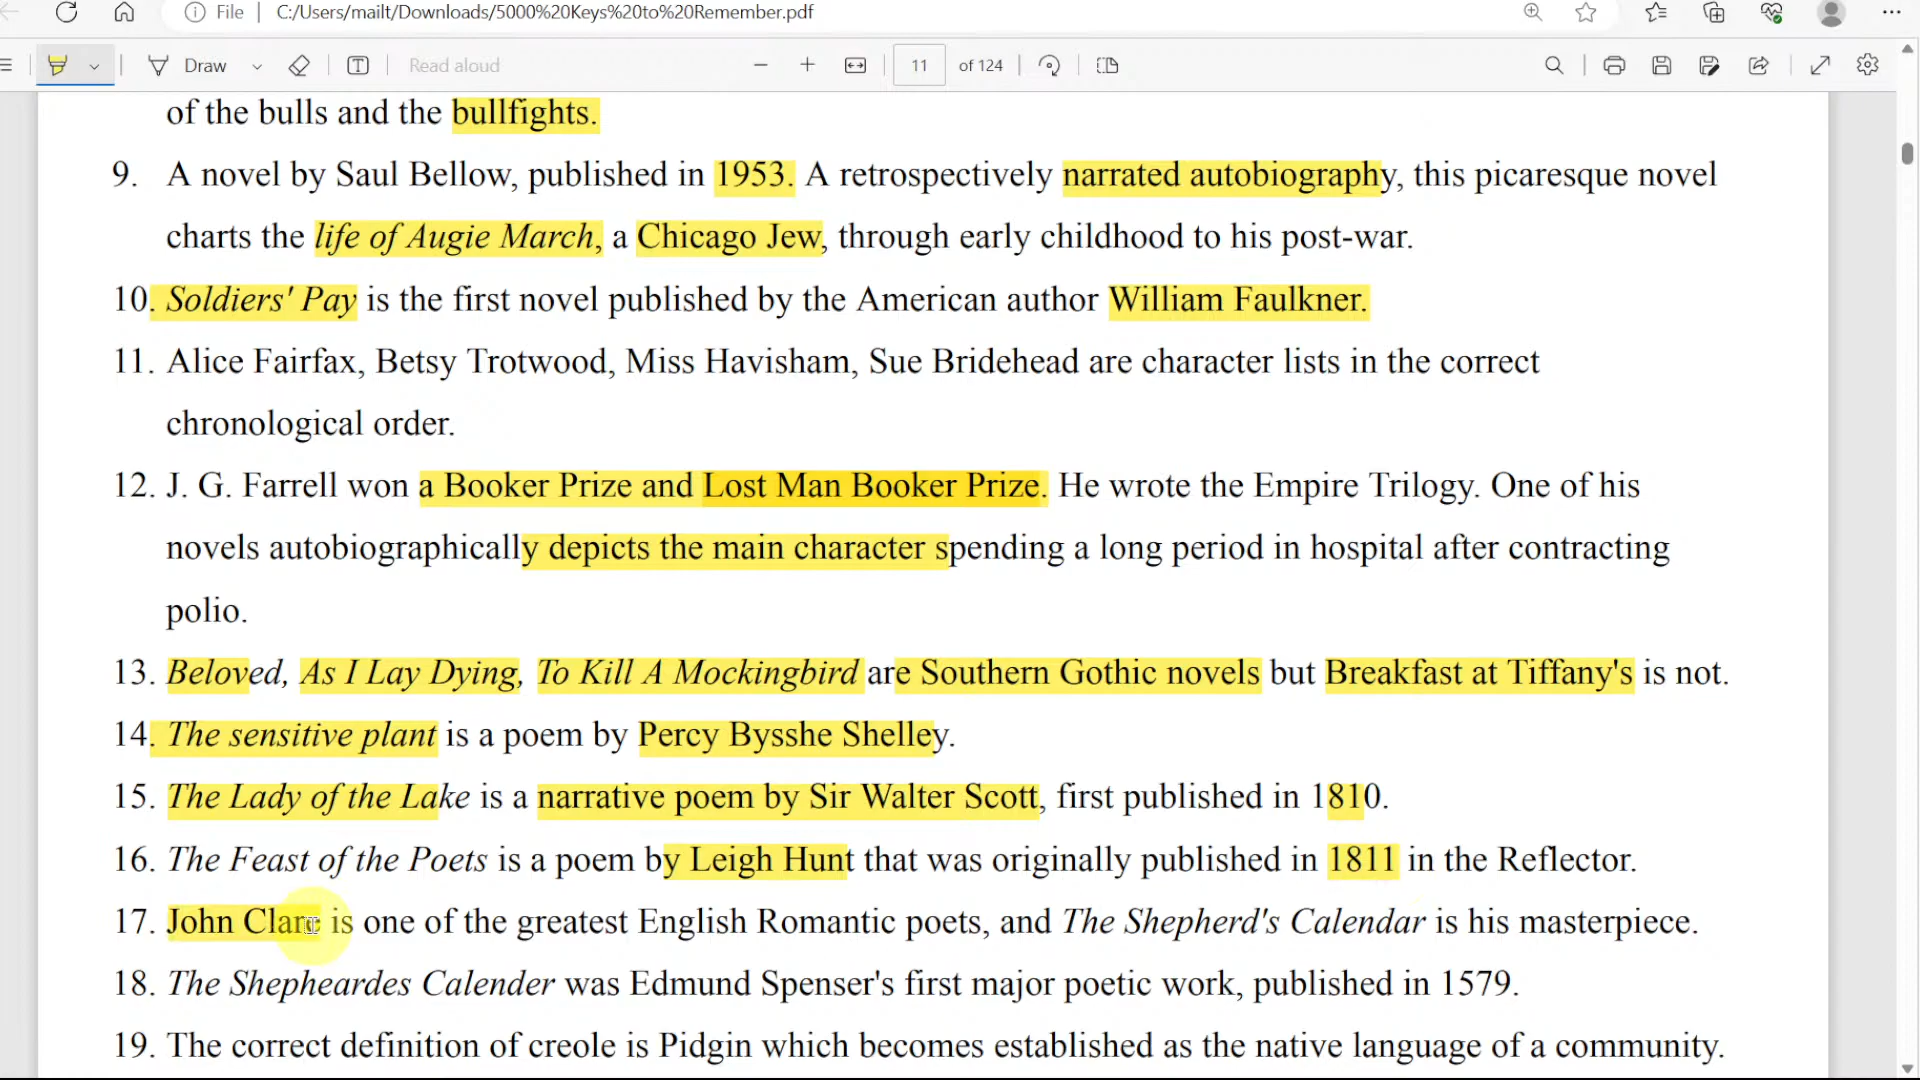 File | C:/Users/mailt/Downloads/5000%20Keys%20to%20Remember.pdf
Draw Read aloud 11 of 124
of the bulls and the bullfights.
9. A novel by Saul Bellow, published in 1953. A retrospectively narrated autobiography, this picaresque novel
charts the life of Augie March, a Chicago Jew, through early childhood to his post-war.
10. Soldiers' Pay is the first novel published by the American author William Faulkner.
11. Alice Fairfax, Betsy Trotwood, Miss Havisham, Sue Bridehead are character lists in the correct
chronological order.
12. J. G. Farrell won a Booker Prize and Lost Man Booker Prize. He wrote the Empire Trilogy. One of his
novels autobiographically depicts the main character spending a long period in hospital after contracting
polio.
13. Beloved, As I Lay Dying, To Kill A Mockingbird are Southern Gothic novels but Breakfast at Tiffany's is not.
14. The sensitive plant is a poem by Percy Bysshe Shelley.
15. The Lady of the Lake is a narrative poem by Sir Walter Scott, first published in 1810.
16. The Feast of the Poets is a poem by Leigh Hunt that was originally published in 1811 in the Reflector.
17. John Clare is one of the greatest English Romantic poets, and The Shepherd's Calendar is his masterpiece.
18. The Shepheardes Calender was Edmund Spenser's first major poetic work, published in 1579.
19. The correct definition of creole is Pidgin which becomes established as the native language of a community.